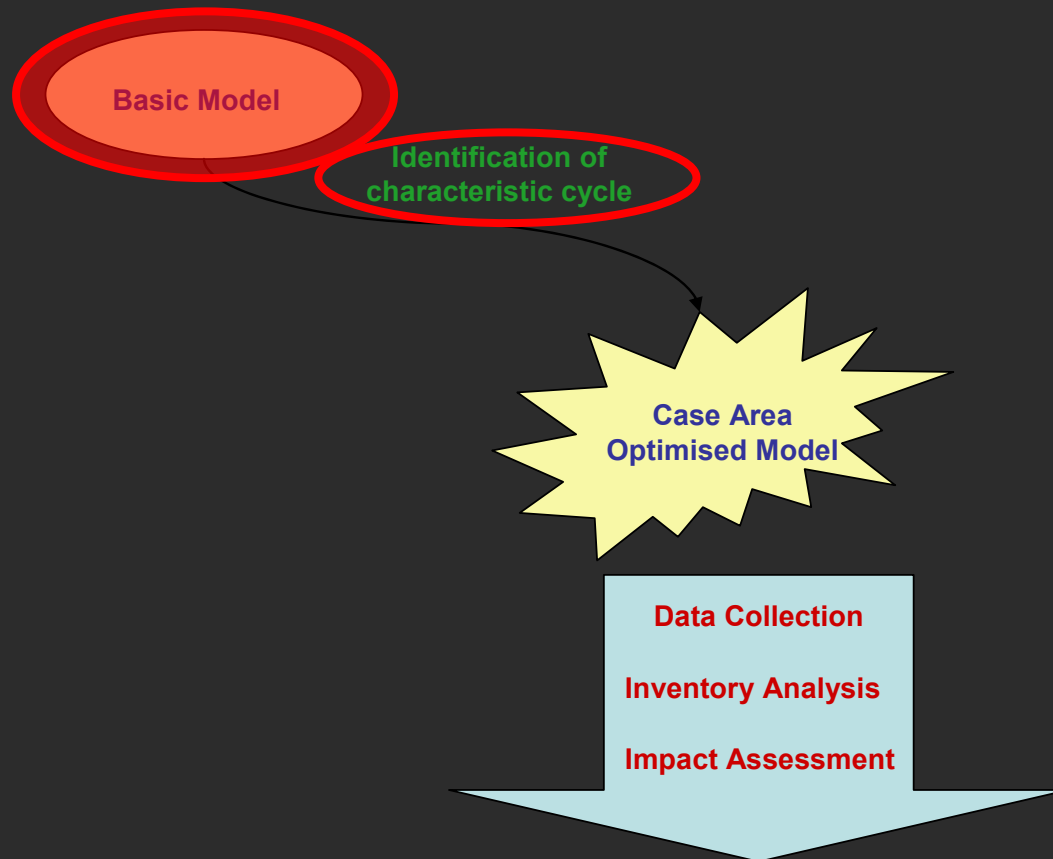 Basic Model
Identification of
characteristic cycle
Case Area
Optimised Model
Data Collection
Inventory Analysis
Impact Assessment